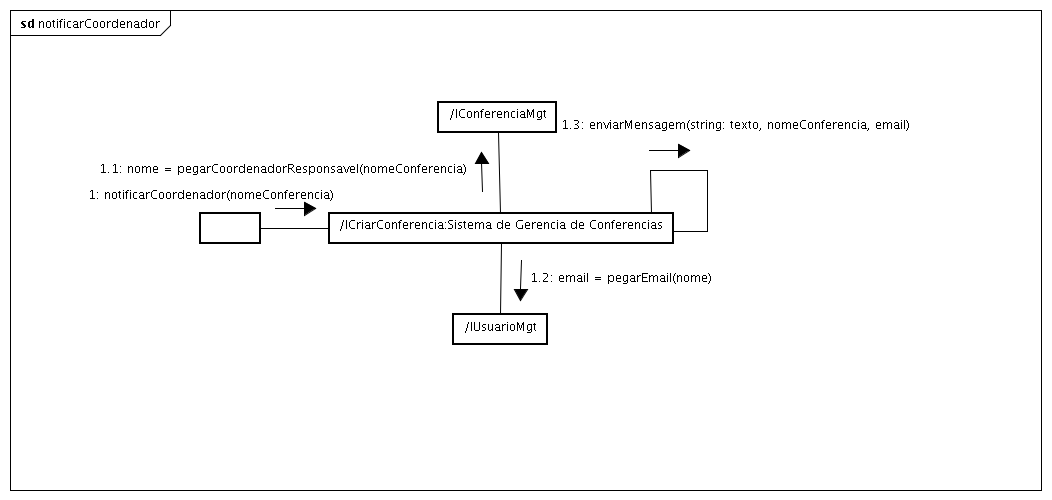 sd notificarCoordenador
/IConferenciaMgt
1.3: enviarMensagem(string: texto, nomeConferencia, email)
1.1: nome = pegarCoordenadorResponsavel(nomeConferencia)
1: notificarCoordenador(nomeConferencia)
/ICriarConferencia:Sistema de Gerencia de Conferencias
1.2: email = pegarEmail(nome)
/IUsuarioMgt